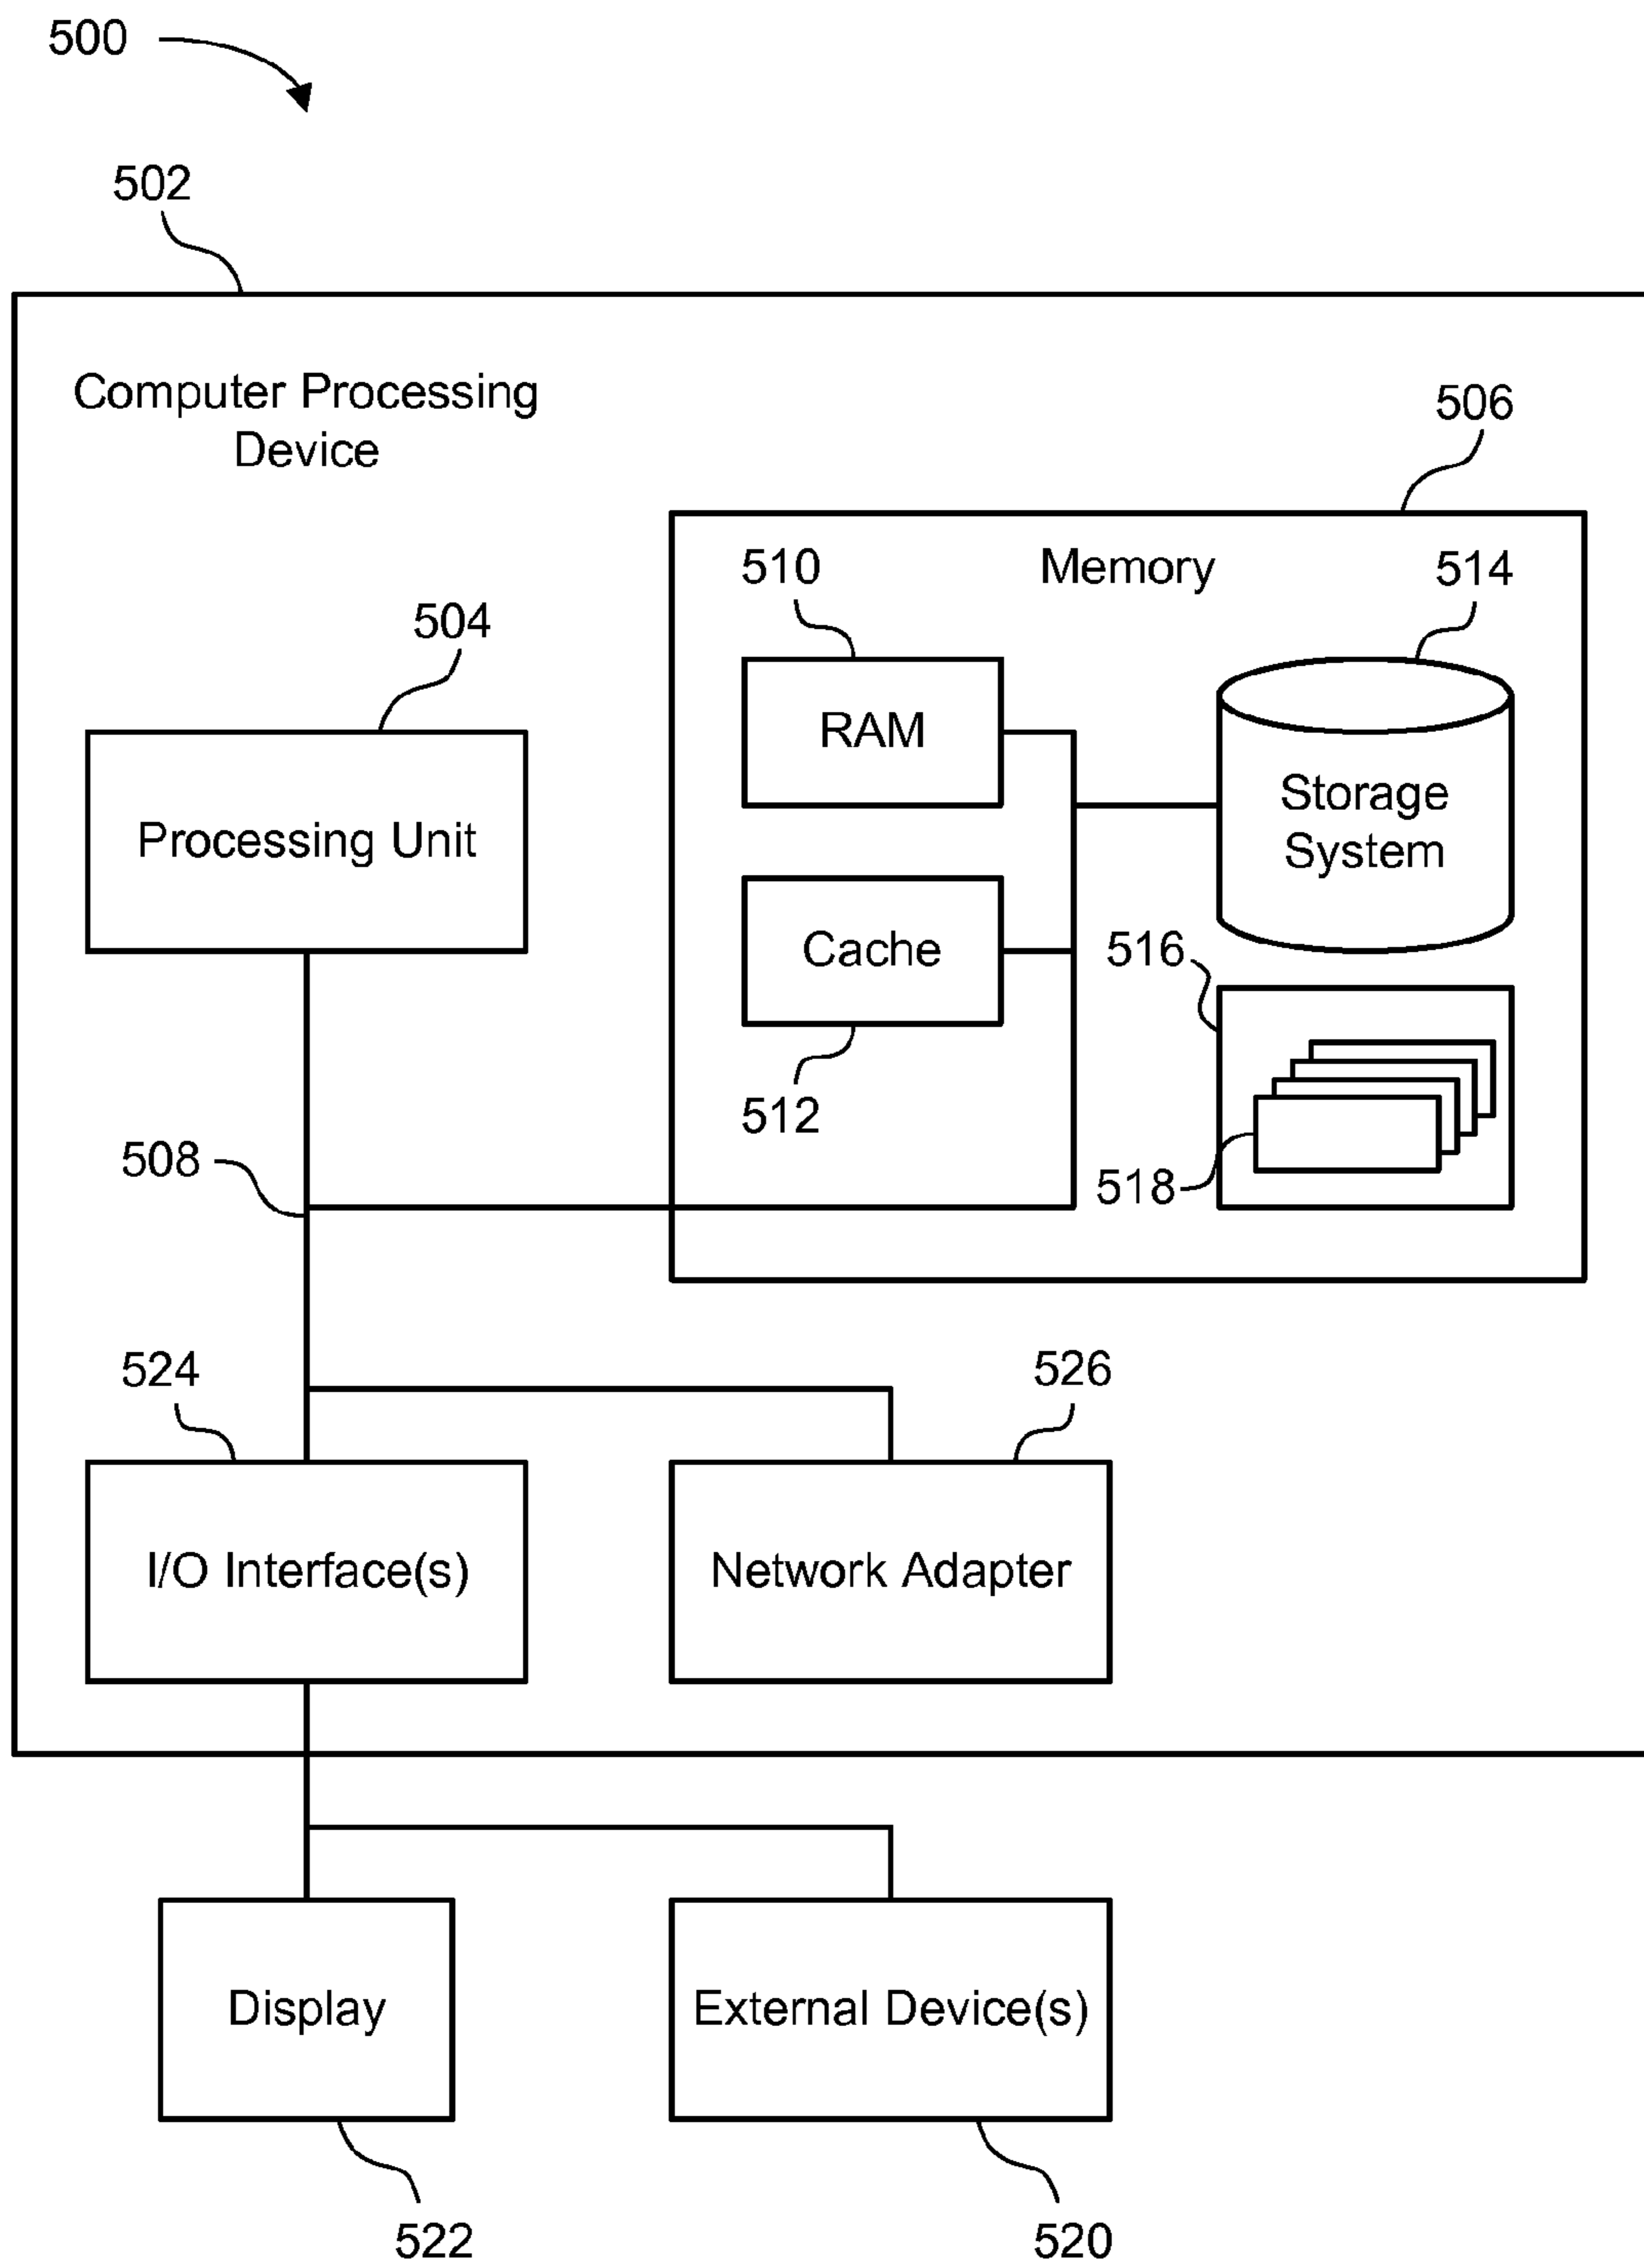 500
502
Computer Processing
Device
506
510
Memory
514
504
RAM
Storage
System
Processing Unit
Cache
516
512
508
518
524
526
I/O Interface(s)
Network Adapter
Display
External Device(s)
522
520